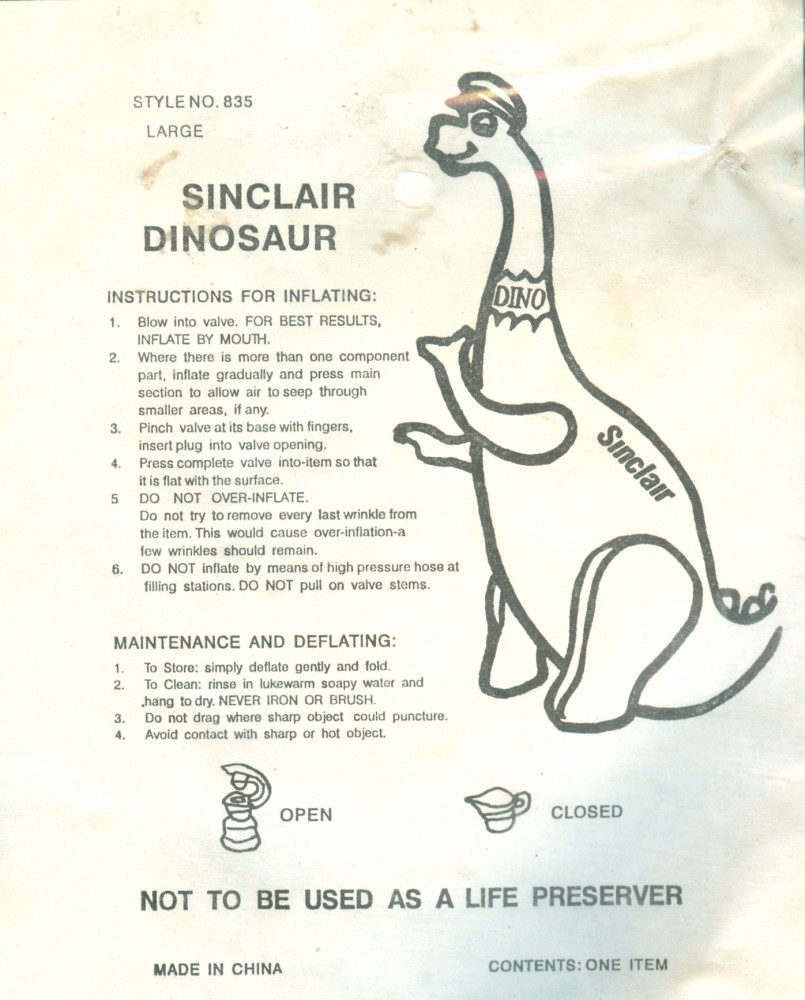 STYLE NO. 835
LARGE
SINCLAIR
DINOSAUR
DINO
Sinclair
INSTRUCTIONS FOR INFLATING:
1. Blow into valve. FOR BEST RESULTS,
INFLATE BY MOUTH.
2. Where there is more than one component
part, inflate gradually and press main
section to allow air to seep through
smaller areas, if any.
3. Pinch valve at its base with fingers,
insert plug into valve opening.
4. Press complete valve into-item so that
it is flat with the surface.
5 DO NOT OVER-INFLATE.
Do not try to remove every last wrinkle from
the item. This would cause over-inflation-a
few wrinkles should remain.
6. DO NOT inflate by means of high pressure hose at
filling stations. DO NOT pull on valve stems.
MAINTENANCE AND DEFLATING:
1. To Store: simply deflate gently and fold.
2. To Clean: rinse in lukewarm soapy water and
,hang to dry. NEVER IRON OR BRUSH.
3. Do not drag where sharp object could puncture.
4. Avoid contact with sharp or hot object.
OPEN
CLOSED
NOT TO BE USED AS A LIFE PRESERVER
MADE IN CHINA
CONTENTS: ONE ITEM